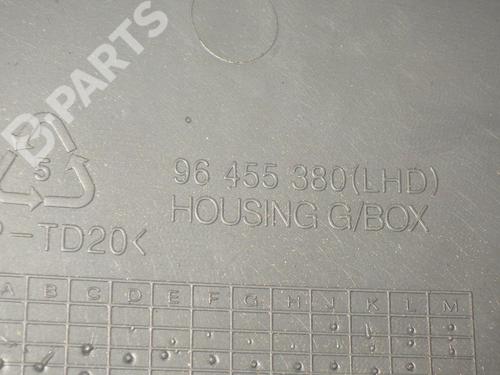 B-PARTS
5
96 455 380(LHD)
HOUSING G/BOX
P-TD20<
A B C D E F G H J K L M